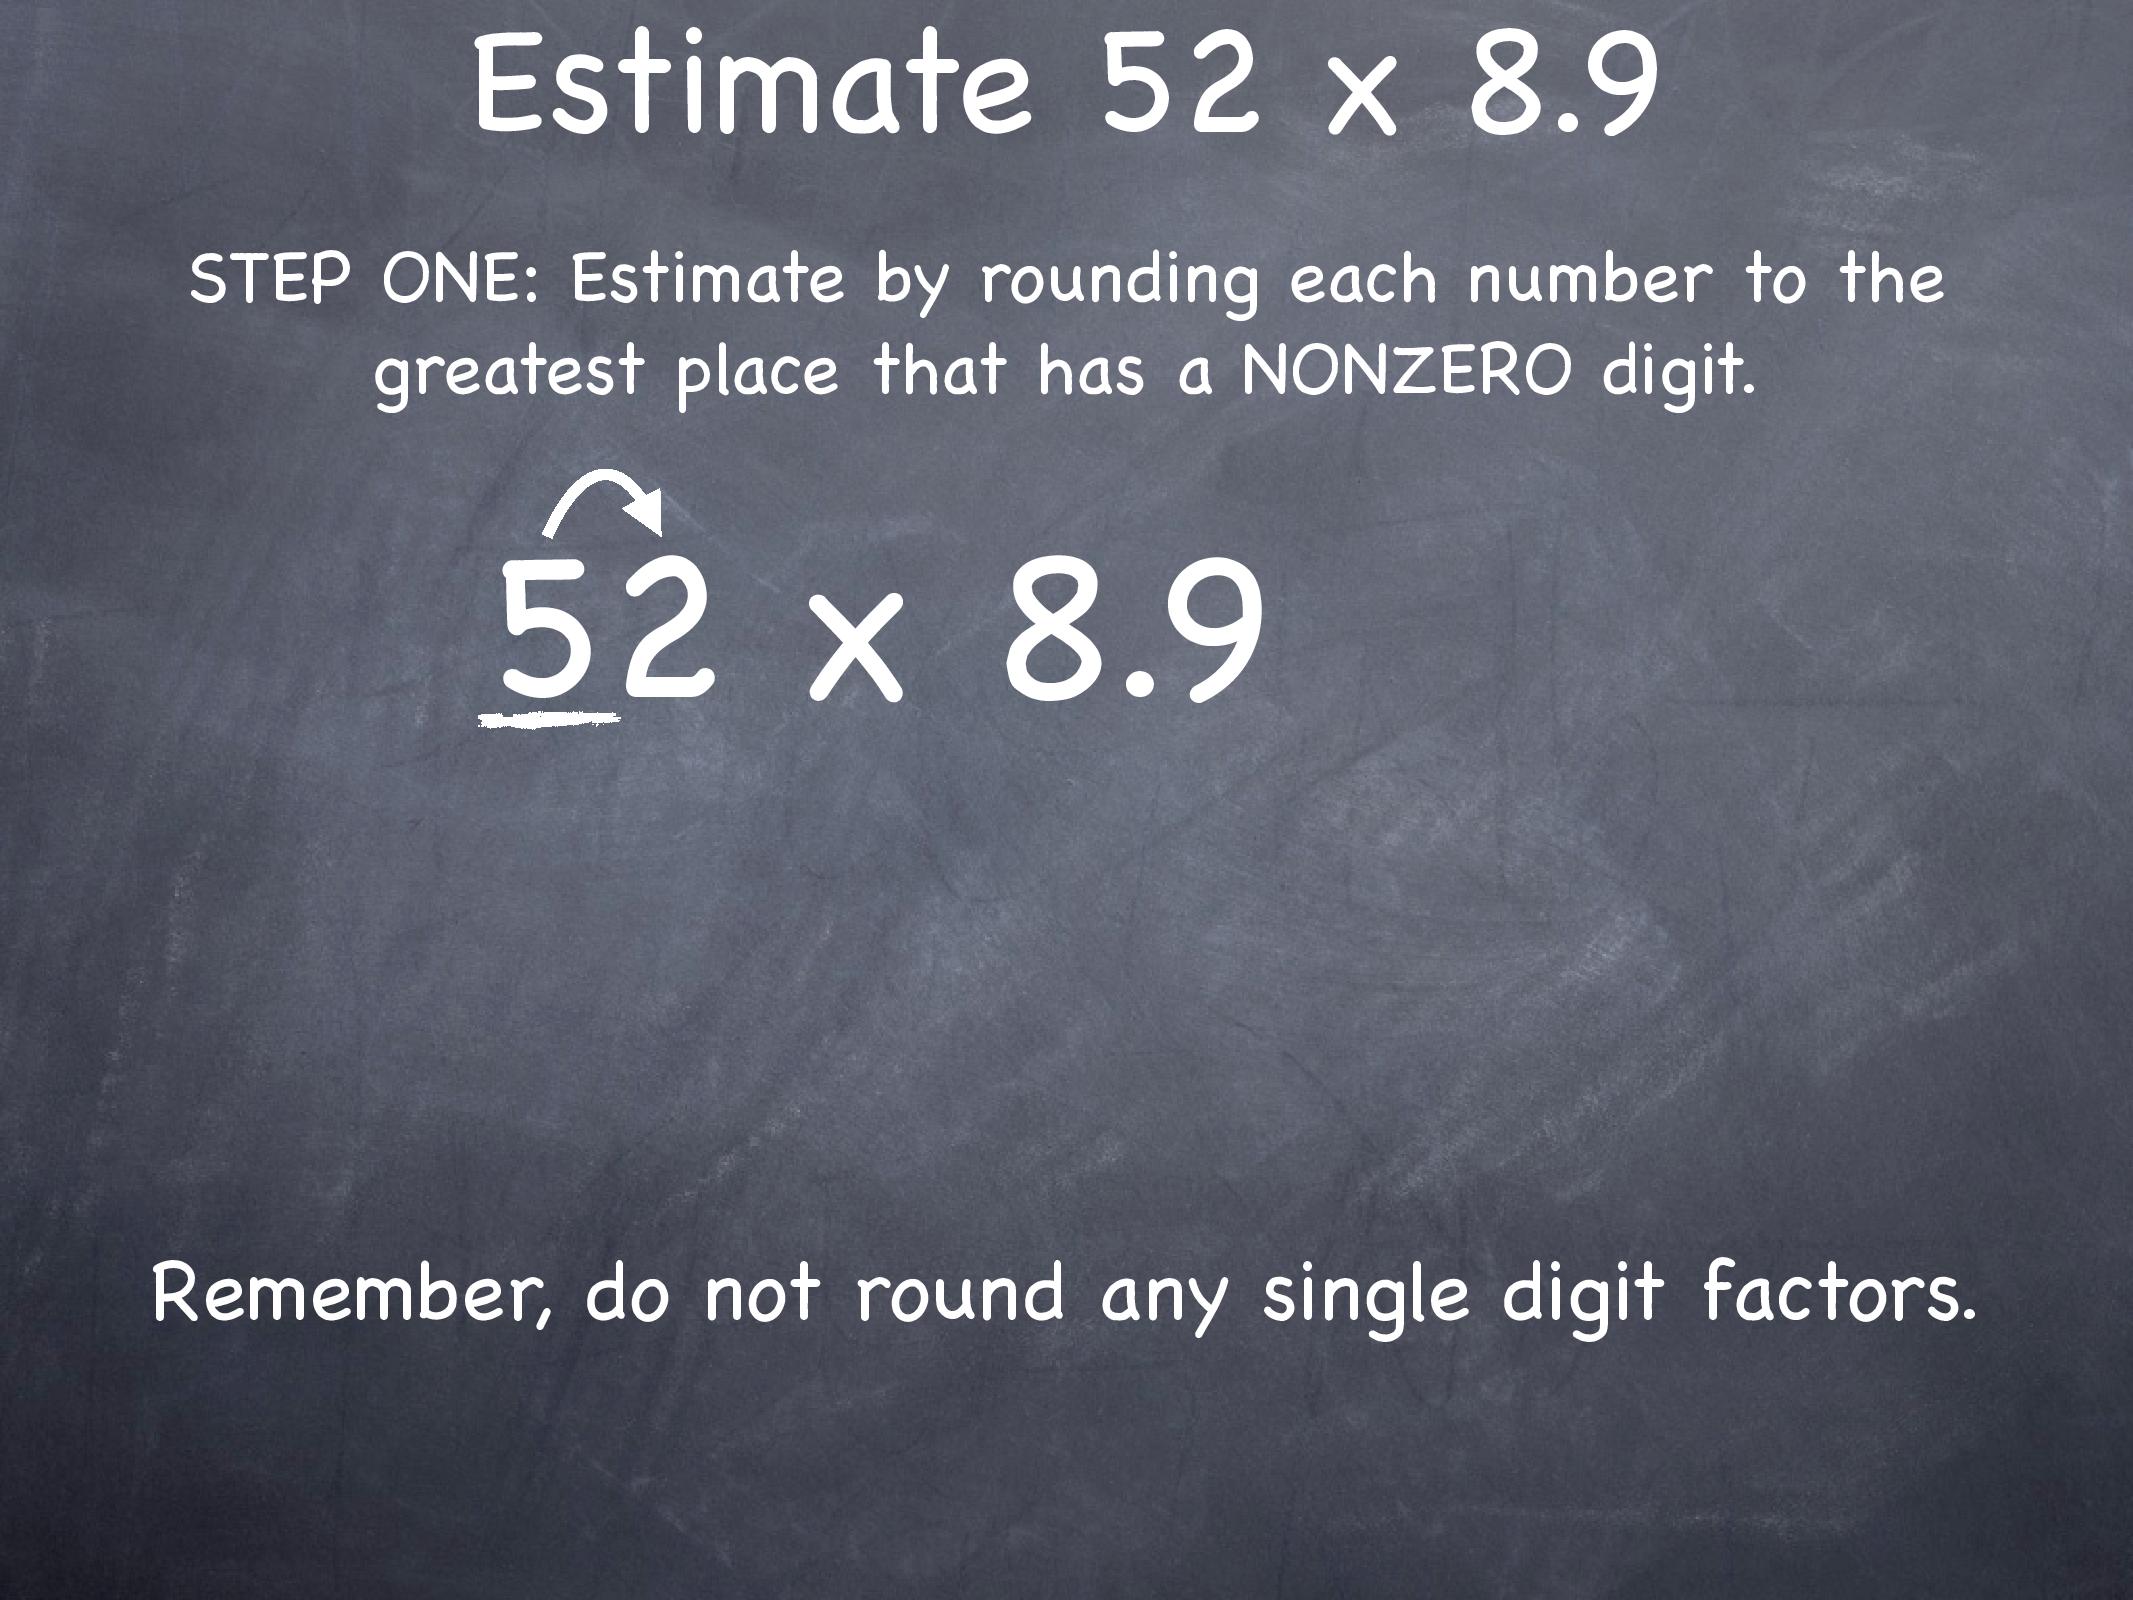 Estimate 52 x 8.9
STEP ONE: Estimate by rounding each number to the
greatest place that has a NONZERO digit.
52 x 8.9
Remember, do not round any single digit factors.